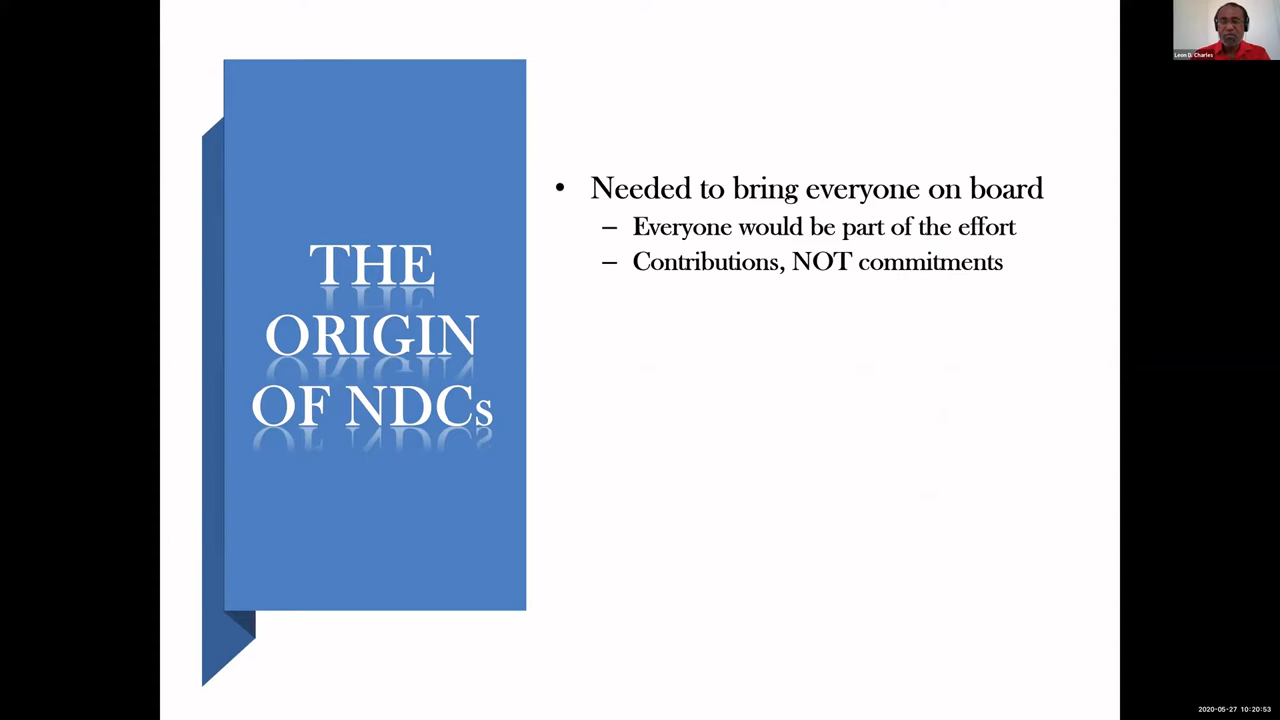 Leon D. Charles
THE
ORIGIN
OF NDCs
• Needed to bring everyone on board
– Everyone would be part of the effort
– Contributions, NOT commitments
2020-05-27 10:20:53